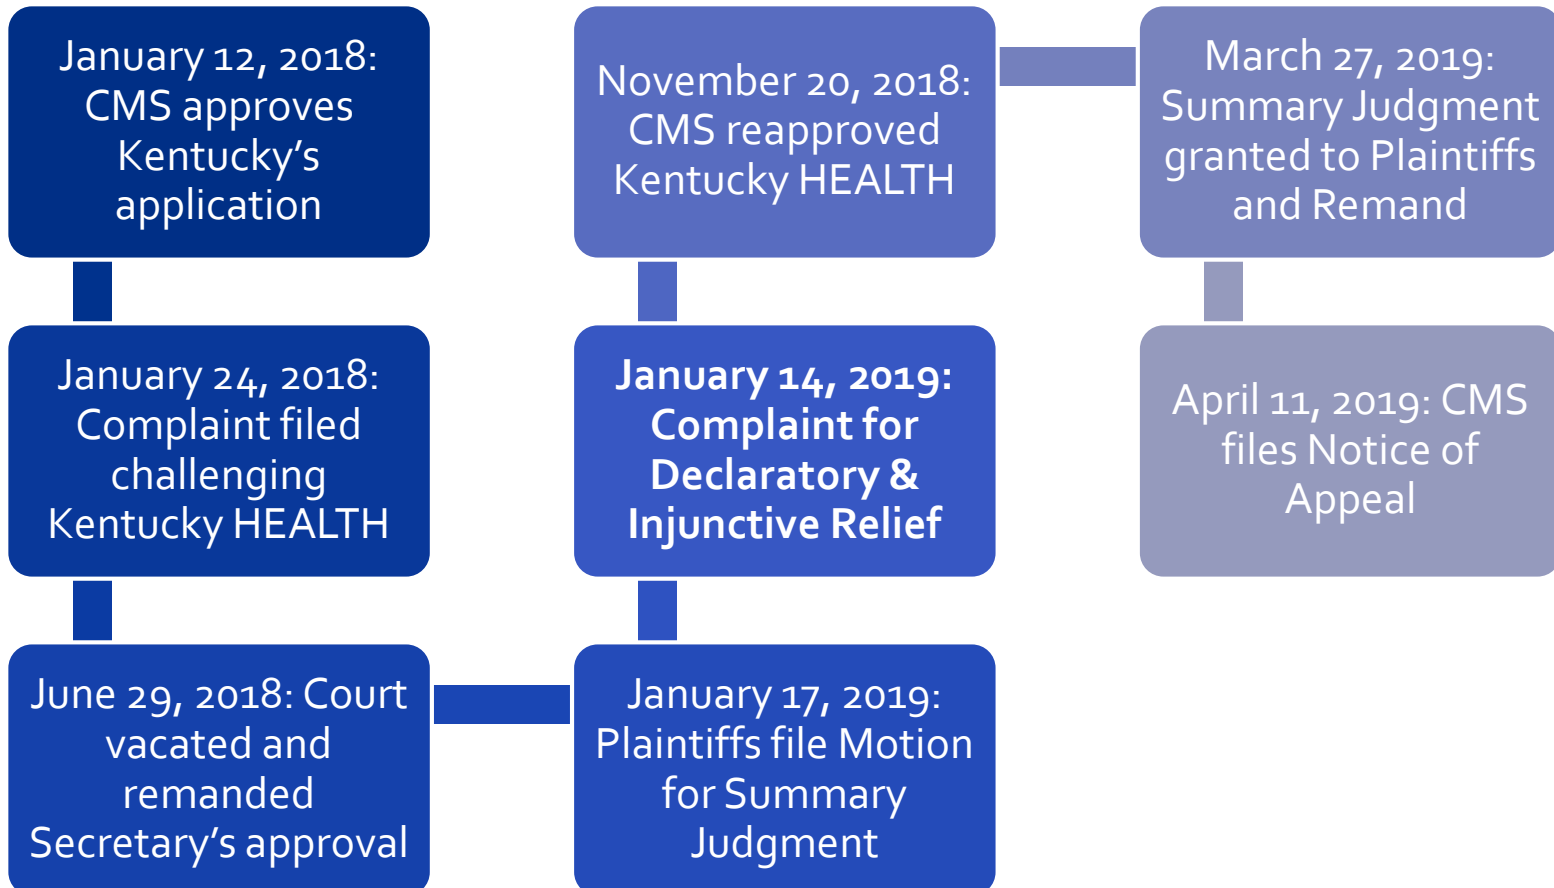 January 12, 2018:
CMS approves
Kentucky’s
application
January 24, 2018:
Complaint filed
challenging
Kentucky HEALTH
June 29, 2018: Court
vacated and
remanded
Secretary’s approval
January 17, 2019:
Plaintiffs file Motion
for Summary
Judgment
January 14, 2019:
Complaint for
Declaratory &
Injunctive Relief
November 20, 2018:
CMS reapproved
Kentucky HEALTH
March 27, 2019:
Summary Judgment
granted to Plaintiffs
and Remand
April 11, 2019: CMS
files Notice of
Appeal